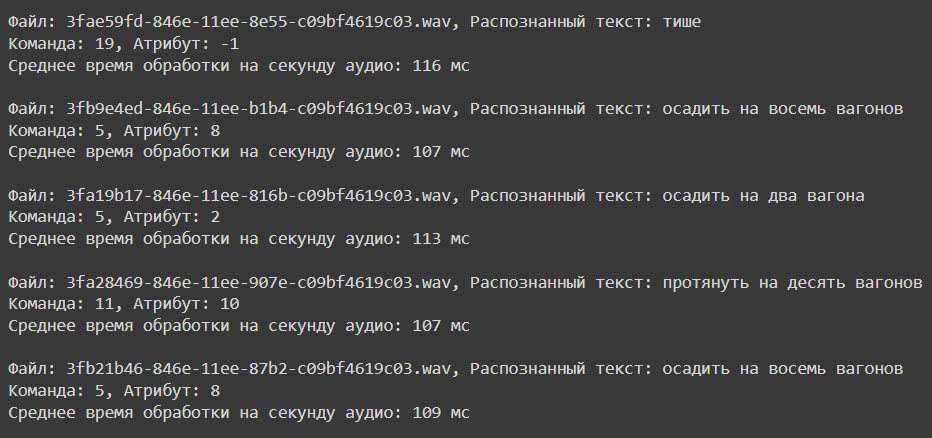 Файл: 3fae59fd-846e-11ee-8e55-c09bf4619c03.wav, Распознанный текст: тише
Команда: 19, Атрибут: -1
Среднее время обработки на секунду аудио: 116 мс
Файл: 3fb9e4ed-846e-11ee-b1b4-c09bf4619c03.wav, Распознанный текст: осадить на восемь вагонов
Команда: 5, Атрибут: 8
Среднее время обработки на секунду аудио: 107 мс
Файл: 3fa19b17-846e-11ee-816b-c09bf4619c03.wav, Распознанный текст: осадить на два вагона
Команда: 5, Атрибут: 2
Среднее время обработки на секунду аудио: 113 мс
Файл: 3fa28469-846e-11ee-907e-c09bf4619c03.wav, Распознанный текст: протянуть на десять вагонов
Команда: 11, Атрибут: 10
Среднее время обработки на секунду аудио: 107 мс
Файл: 3fb21b46-846e-11ee-87b2-c09bf4619c03.wav, Распознанный текст: осадить на восемь вагонов
Команда: 5, Атрибут: 8
Среднее время обработки на секунду аудио: 109 мс